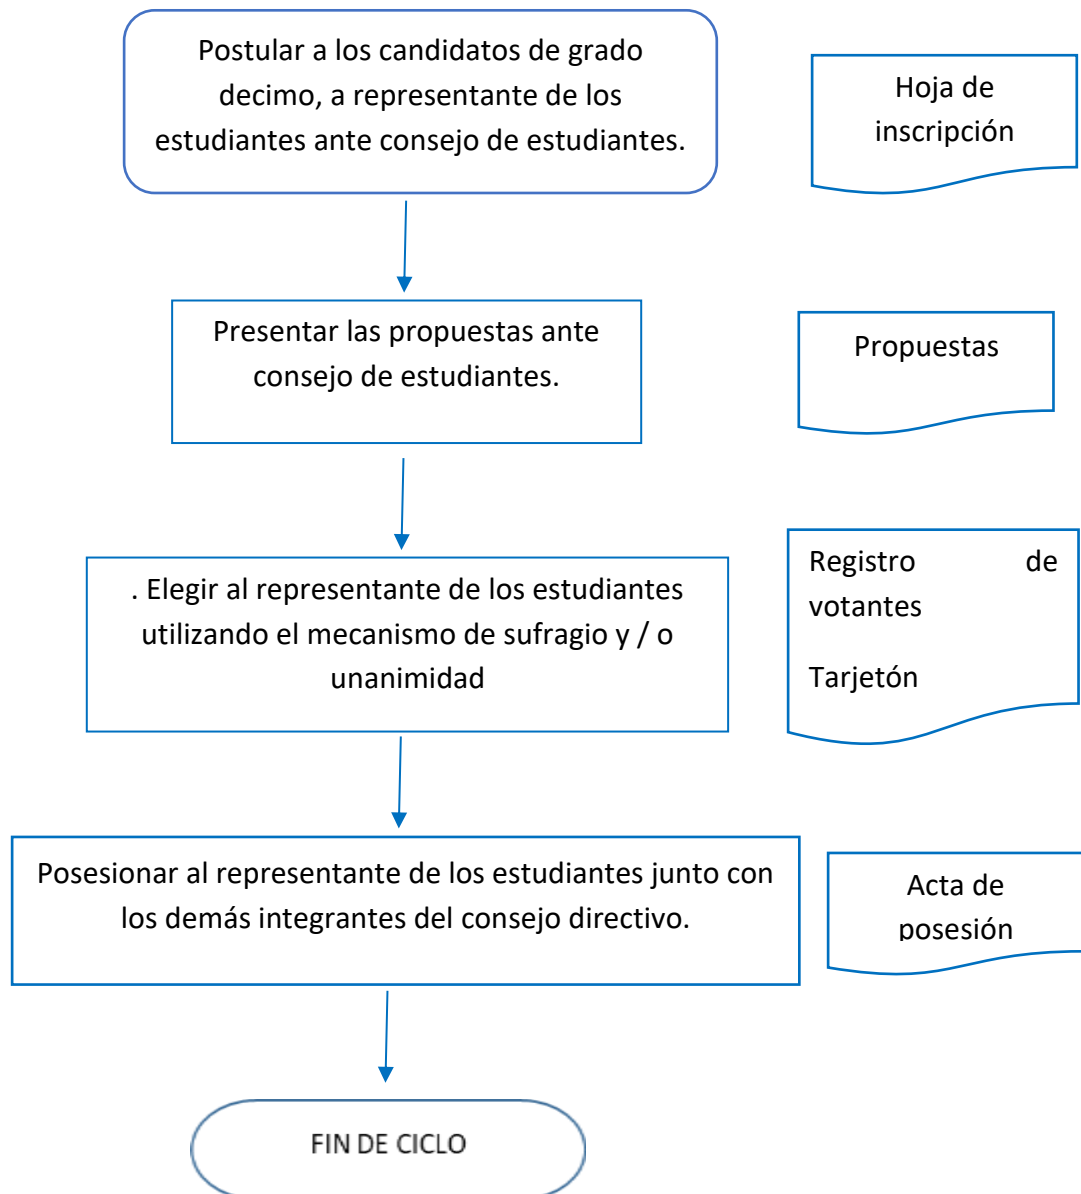 Postular a los candidatos de grado
decimo, a representante de los
estudiantes ante consejo de estudiantes.
Hoja de
inscripción
Presentar las propuestas ante
consejo de estudiantes.
Propuestas
. Elegir al representante de los estudiantes
utilizando el mecanismo de sufragio y / o
unanimidad
Registro de
votantes
Tarjetón
Posesionar al representante de los estudiantes junto con
los demás integrantes del consejo directivo.
Acta de
posesión
FIN DE CICLO